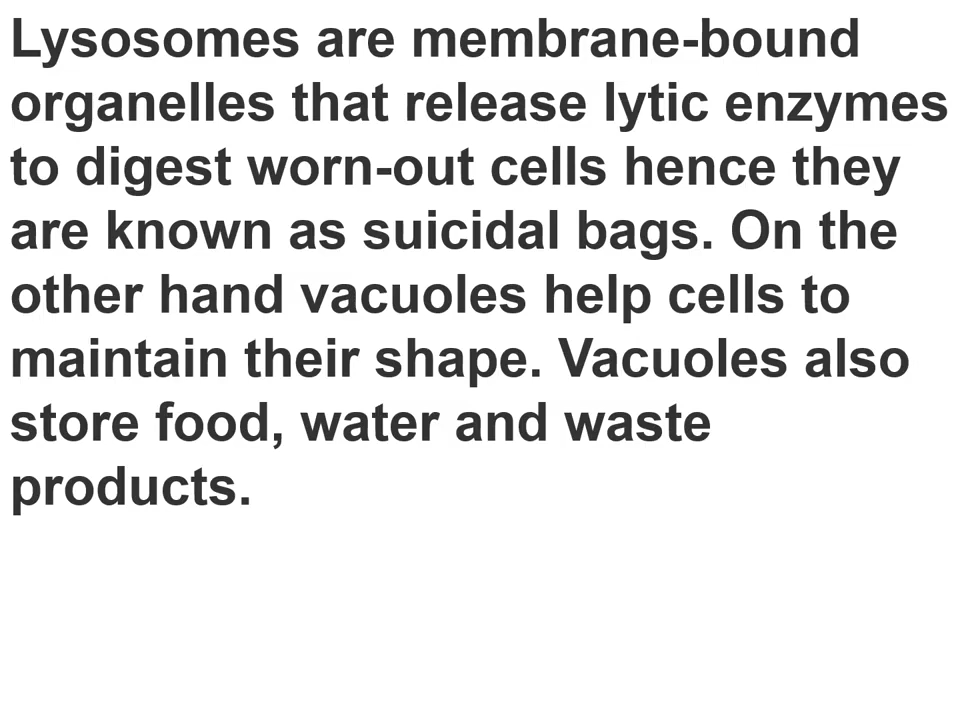 Lysosomes are membrane-bound
organelles that release lytic enzymes
to digest worn-out cells hence they
are known as suicidal bags. On the
other hand vacuoles help cells to
maintain their shape. Vacuoles also
store food, water and waste
products.